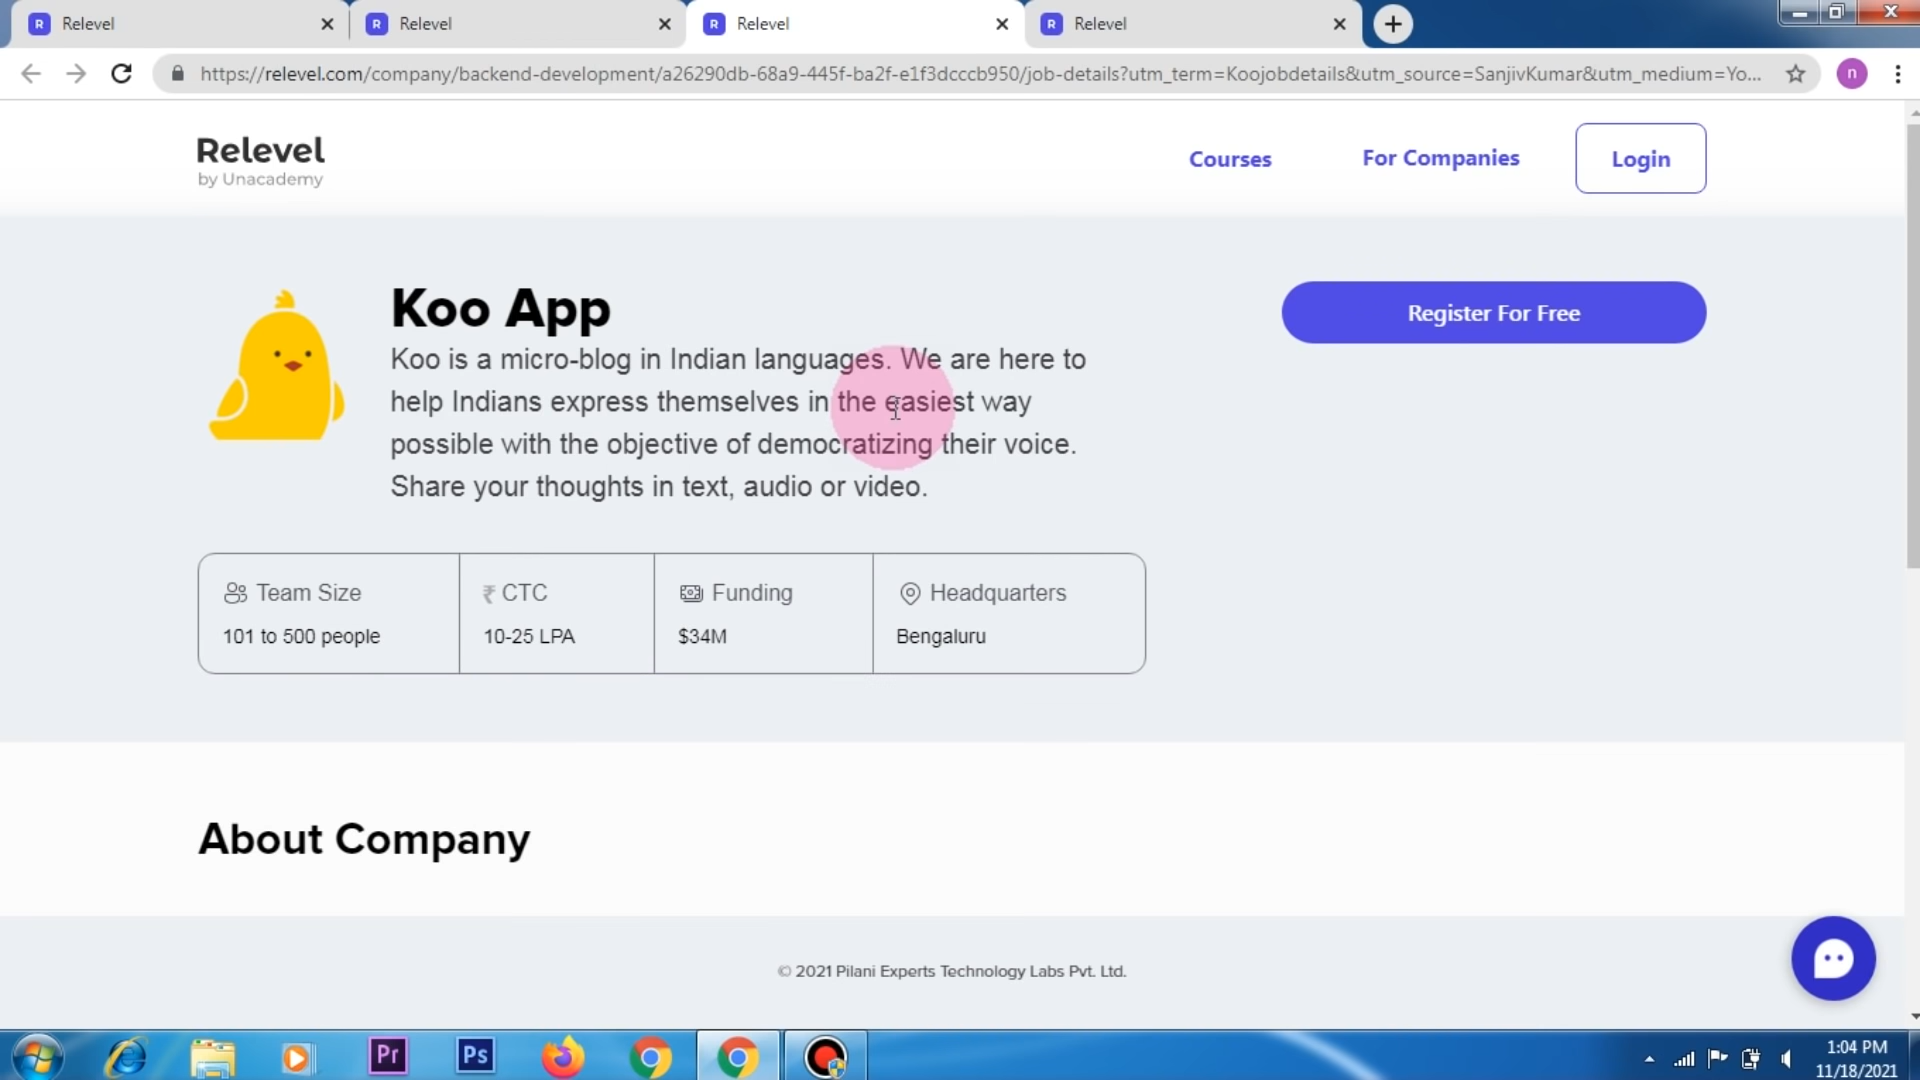 Relevel
Relevel
Relevel
Relevel
https://relevel.com/company/backend-development/a26290db-68a9-445f-ba2f-e1f3dcccb950/job-details?utm_term=Koojobdetails&utm_source=SanjivKumar&utm_medium=Yo...
n
Relevel
by Unacademy
Courses
For Companies
Login
Koo App
Register For Free
Koo is a micro-blog in Indian languages. We are here to
help Indians express themselves in the easiest way
possible with the objective of democratizing their voice.
Share your thoughts in text, audio or video.
Team Size
₹ CTC
Funding
Headquarters
101 to 500 people
10-25 LPA
$34M
Bengaluru
About Company
© 2021 Pilani Experts Technology Labs Pvt. Ltd.
Pr
Ps
1:04 PM
11/18/2021